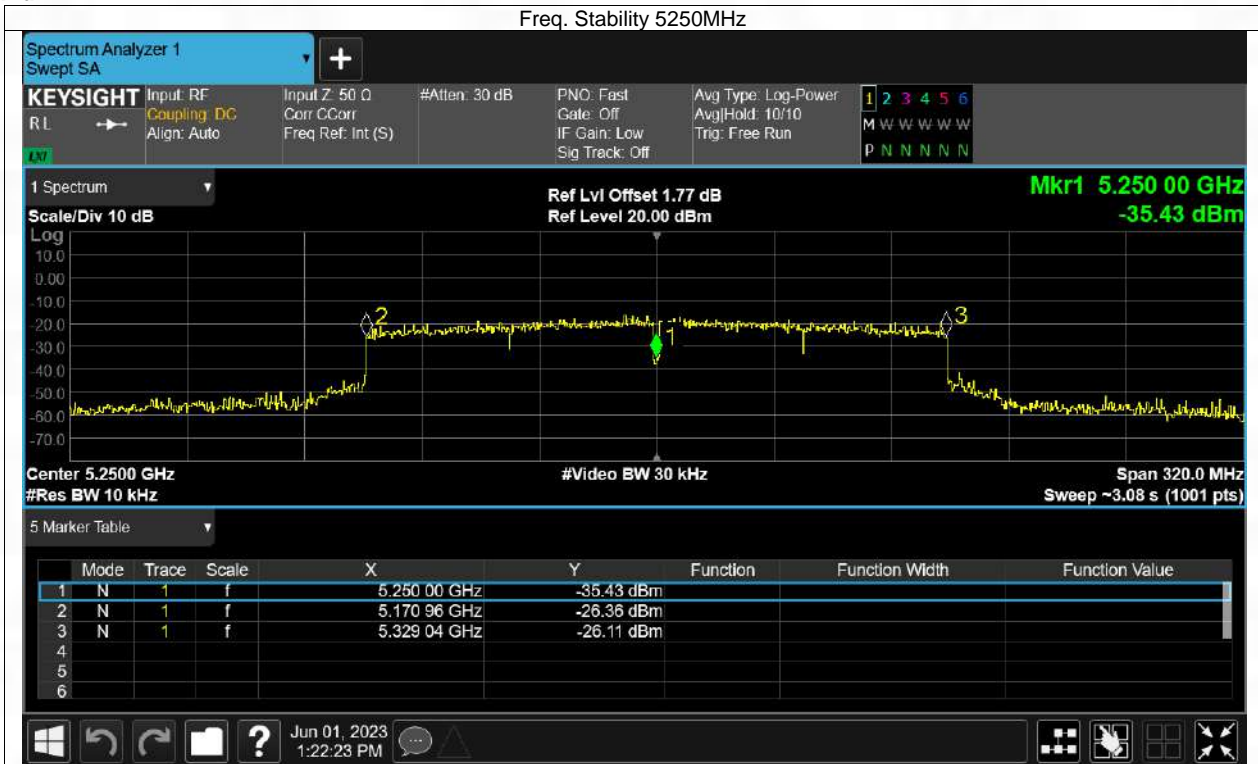 Freq. Stability 5250MHz
Spectrum Analyzer 1
Swept SA
KEYSIGHT
RL
LXI
Input: RF
Coupling: DC
Align: Auto
Input Z: 50 Ω
Corr CCorr
Freq Ref: Int (S)
#Atten: 30 dB
PNO: Fast
Gate: Off
IF Gain: Low
Sig Track: Off
Avg Type: Log-Power
Avg|Hold: 10/10
Trig: Free Run
1 2 3 4 5 6
M W W W W W
P N N N N N
1 Spectrum
Scale/Div 10 dB
Ref Lvl Offset 1.77 dB
Ref Level 20.00 dBm
Mkr1 5.250 00 GHz
-35.43 dBm
Log
10.0
0.00
-10.0
-20.0
-30.0
-40.0
-50.0
-60.0
-70.0
2
1
3
Center 5.2500 GHz
#Video BW 30 kHz
Span 320.0 MHz
#Res BW 10 kHz
Sweep ~3.08 s (1001 pts)
5 Marker Table
Mode Trace Scale X Y Function Function Width Function Value
1 N 1 f 5.250 00 GHz -35.43 dBm
2 N 1 f 5.170 96 GHz -26.36 dBm
3 N 1 f 5.329 04 GHz -26.11 dBm
4
5
6
?
Jun 01, 2023
1:22:23 PM